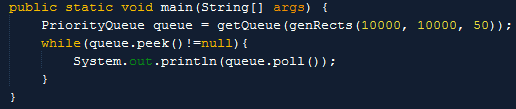 public static void main(String[] args) {
    PriorityQueue queue = getQueue(genRects(10000, 10000, 50));
    while(queue.peek()!=null){
        System.out.println(queue.poll());
    }
}